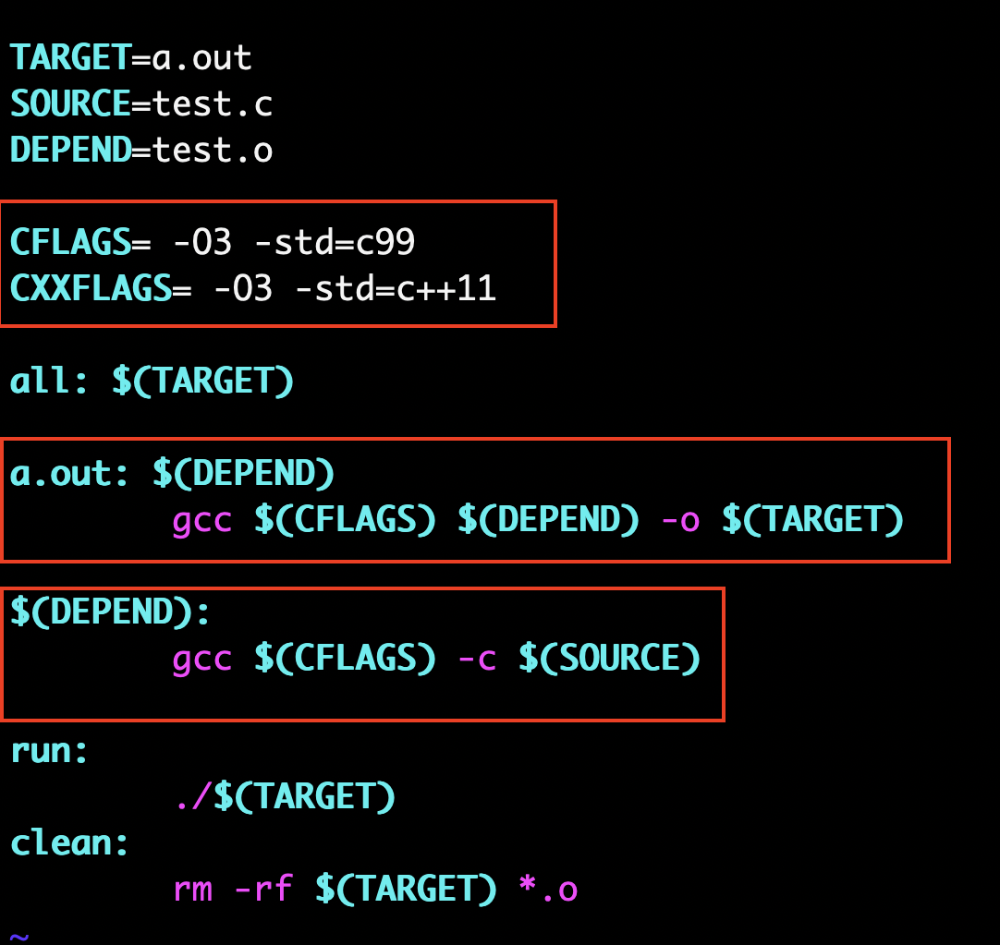 TARGET=a.out
SOURCE=test.c
DEPEND=test.o
CFLAGS= -O3 -std=c99
CXXFLAGS= -O3 -std=c++11
all: $(TARGET)
a.out: $(DEPEND)
gcc $(CFLAGS) $(DEPEND) -o $(TARGET)
$(DEPEND):
gcc $(CFLAGS) -c $(SOURCE)
run:
./$(TARGET)
clean:
rm -rf $(TARGET) *.o
~